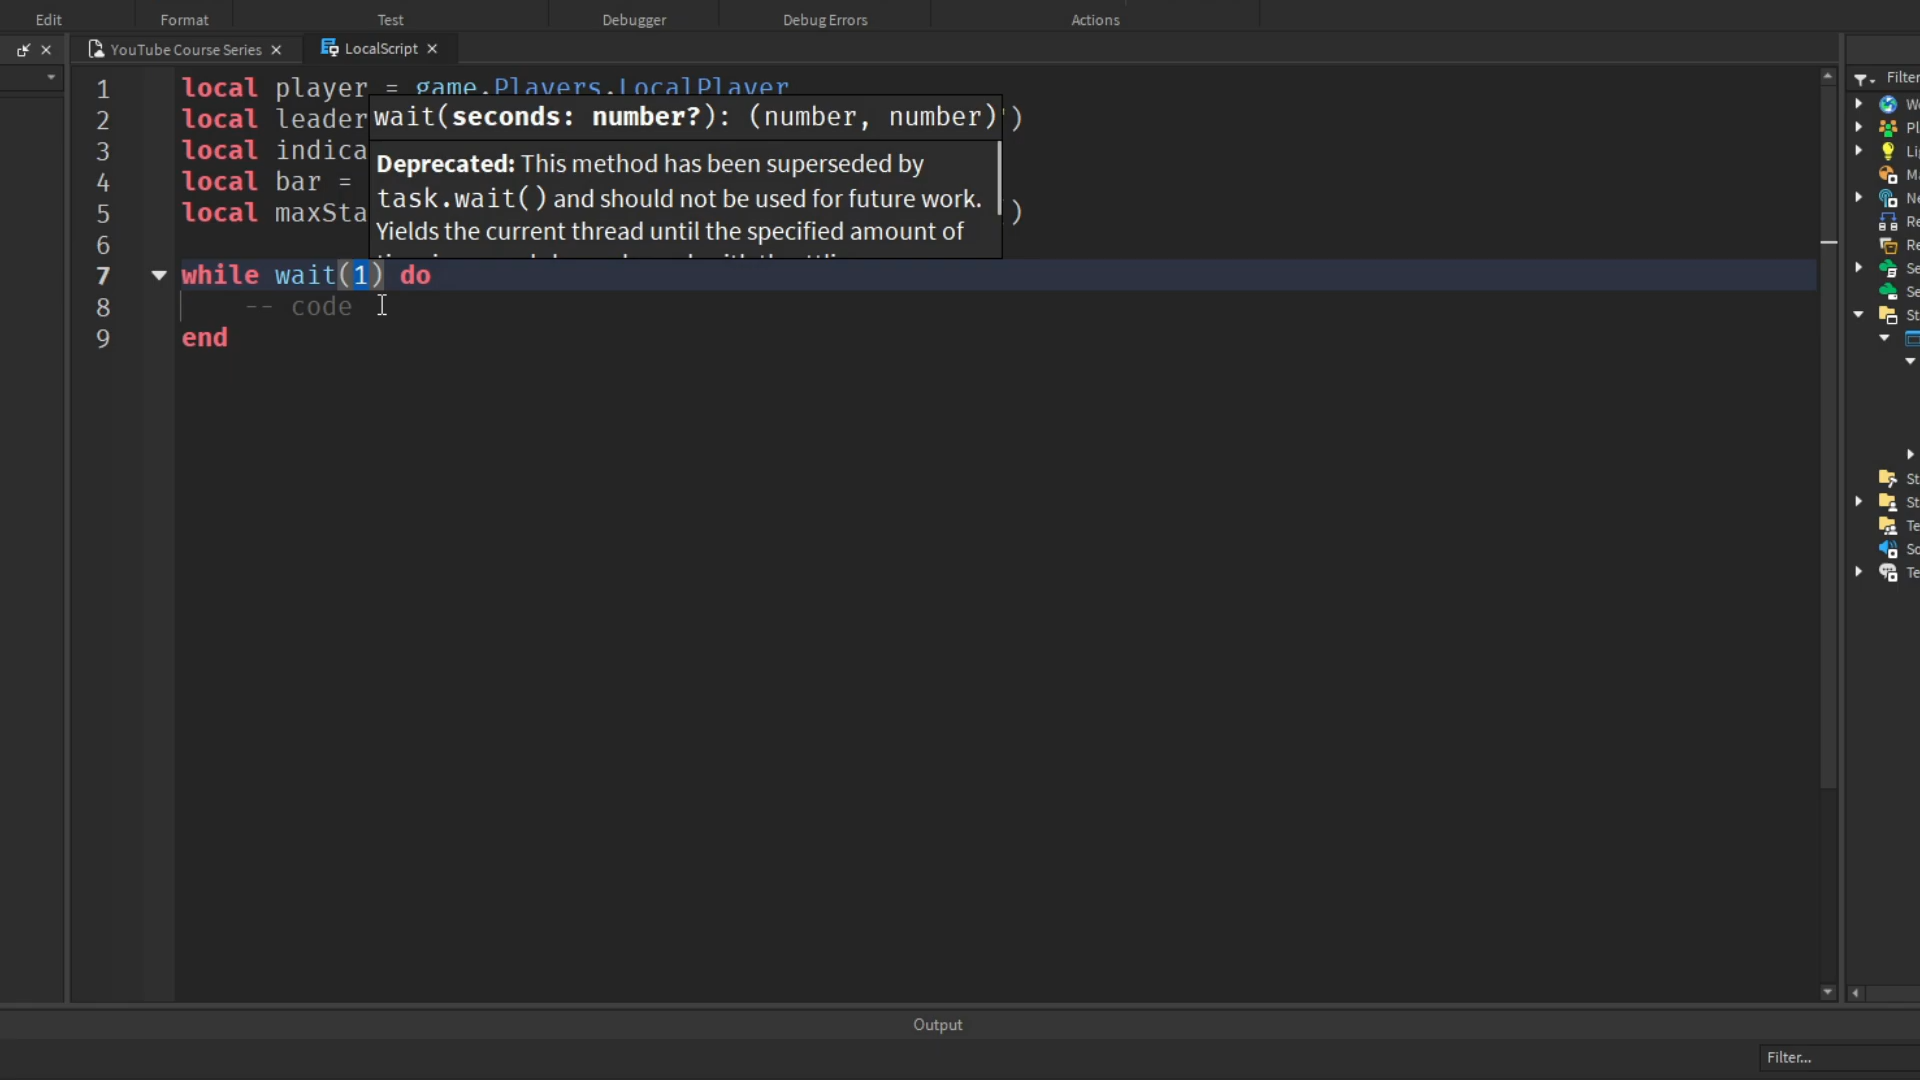 Edit Format Test Debugger Debug Errors Actions
YouTube Course Series LocalScript
Filter
1 local player = game.Players.LocalPlayer
wait(seconds: number?): (number, number)
2 local leader ')
Deprecated: This method has been superseded by
task.wait() and should not be used for future work.
Yields the current thread until the specified amount of
3 local indica
4 local bar =
5 local maxSta ')
6
7 while wait(1) do
8 -- code
9 end
Output
Filter...